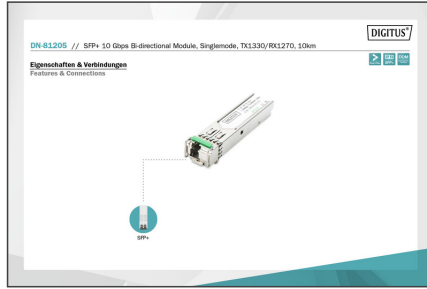 DIGITUS®
DN-81205 // SFP+ 10 Gbps Bi-directional Module, Singlemode, TX1330/RX1270, 10km
Eigenschaften & Verbindungen
Features & Connections
SFP+